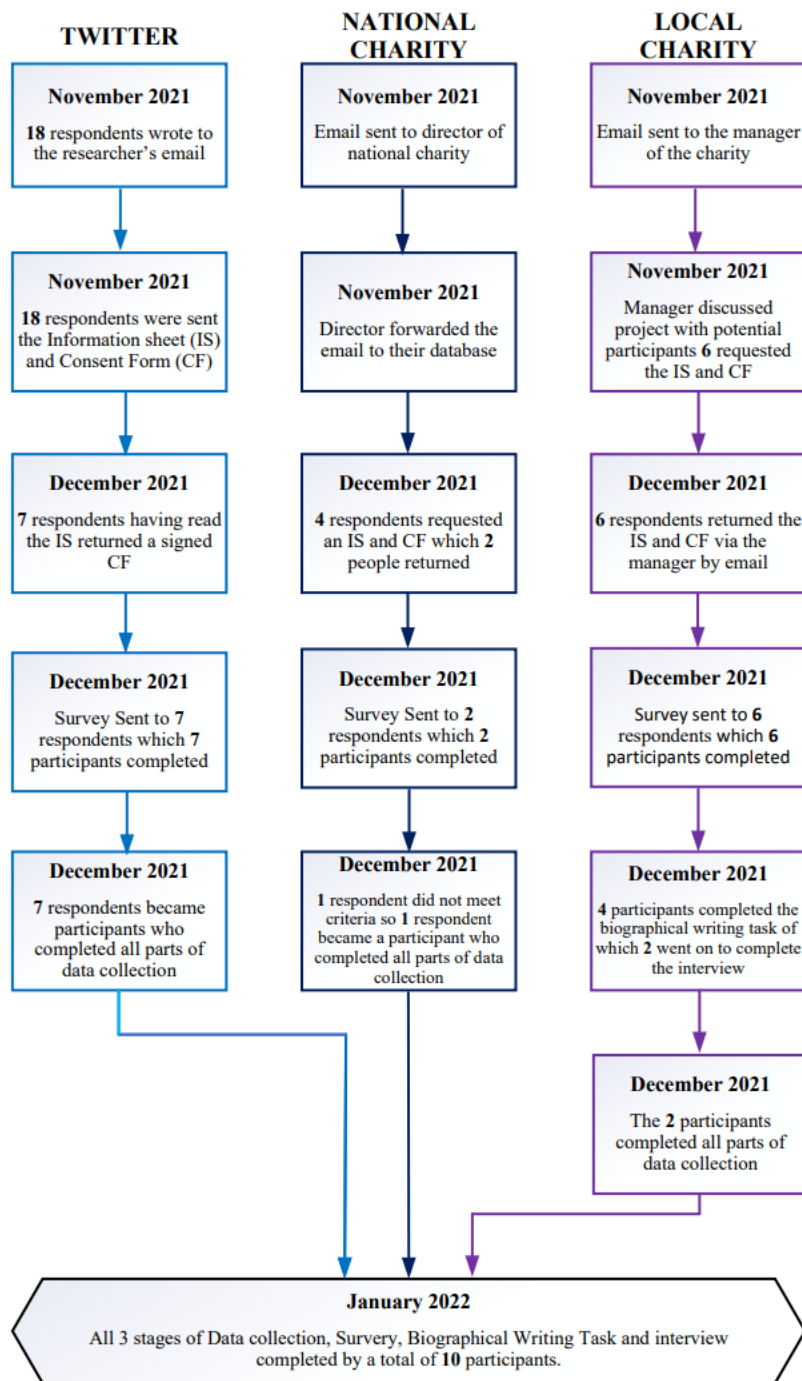 TWITTER
November 2021
18 respondents wrote to
the researcher's email
November 2021
18 respondents were sent
the Information sheet (IS)
and Consent Form (CF)
December 2021
7 respondents having read
the IS returned a signed
CF
December 2021
Survey Sent to 7
respondents which 7
participants completed
December 2021
7 respondents became
participants who
completed all parts of
data collection
NATIONAL
CHARITY
November 2021
Email sent to director of
national charity
November 2021
Director forwarded the
email to their database
December 2021
4 respondents requested
an IS and CF which 2
people returned
December 2021
Survey Sent to 2
respondents which 2
participants completed
December 2021
1 respondent did not meet
criteria so 1 respondent
became a participant who
completed all parts of data
collection
LOCAL
CHARITY
November 2021
Email sent to the manager
of the charity
November 2021
Manager discussed
project with potential
participants 6 requested
the IS and CF
December 2021
6 respondents returned the
IS and CF via the
manager by email
December 2021
Survey sent to 6
respondents which 6
participants completed
December 2021
4 participants completed the
biographical writing task of
which 2 went on to complete
the interview
December 2021
The 2 participants
completed all parts of
data collection
January 2022
All 3 stages of Data collection, Survery, Biographical Writing Task and interview
completed by a total of 10 participants.